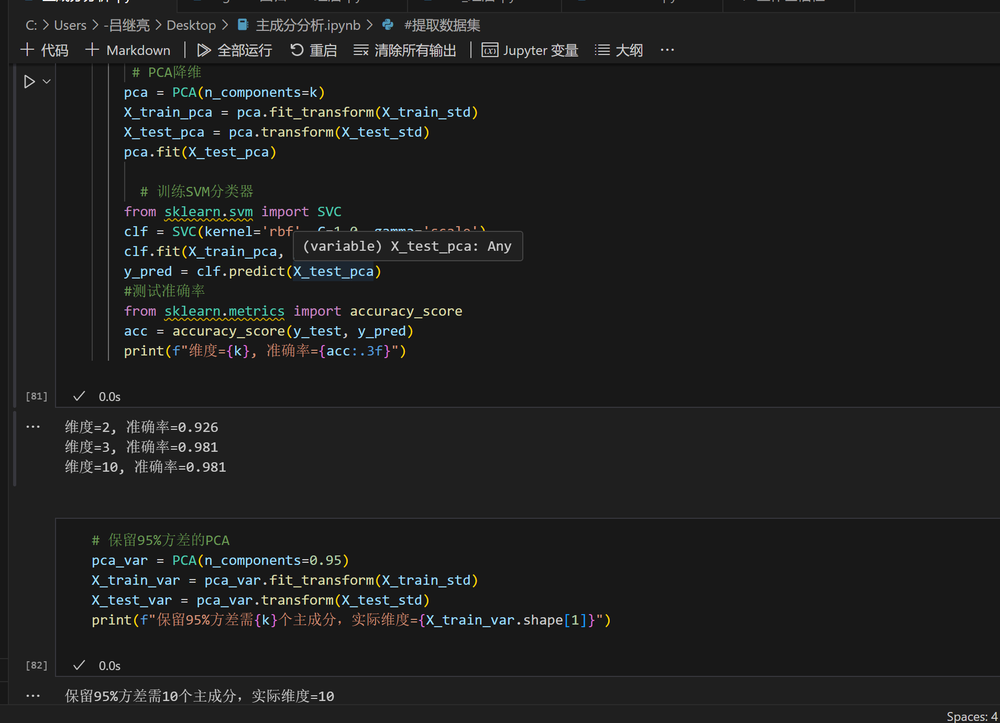 C: > Users > -吕继亮 > Desktop > 主成分分析.ipynb > #提取数据集
代码 Markdown 全部运行 重启 清除所有输出 Jupyter 变量 大纲 ...
# PCA降维
pca = PCA(n_components=k)
X_train_pca = pca.fit_transform(X_train_std)
X_test_pca = pca.transform(X_test_std)
pca.fit(X_test_pca)
# 训练SVM分类器
from sklearn.svm import SVC
clf = SVC(kernel='rbf', C=1.0, gamma='scale')
(variable) X_test_pca: Any
clf.fit(X_train_pca,
y_pred = clf.predict(X_test_pca)
#测试准确率
from sklearn.metrics import accuracy_score
acc = accuracy_score(y_test, y_pred)
print(f"维度={k}, 准确率={acc:.3f}")
[81] 0.0s
维度=2, 准确率=0.926
维度=3, 准确率=0.981
维度=10, 准确率=0.981
# 保留95%方差的PCA
pca_var = PCA(n_components=0.95)
X_train_var = pca_var.fit_transform(X_train_std)
X_test_var = pca_var.transform(X_test_std)
print(f"保留95%方差需{k}个主成分，实际维度={X_train_var.shape[1]}")
[82] 0.0s
保留95%方差需10个主成分，实际维度=10
Spaces: 4